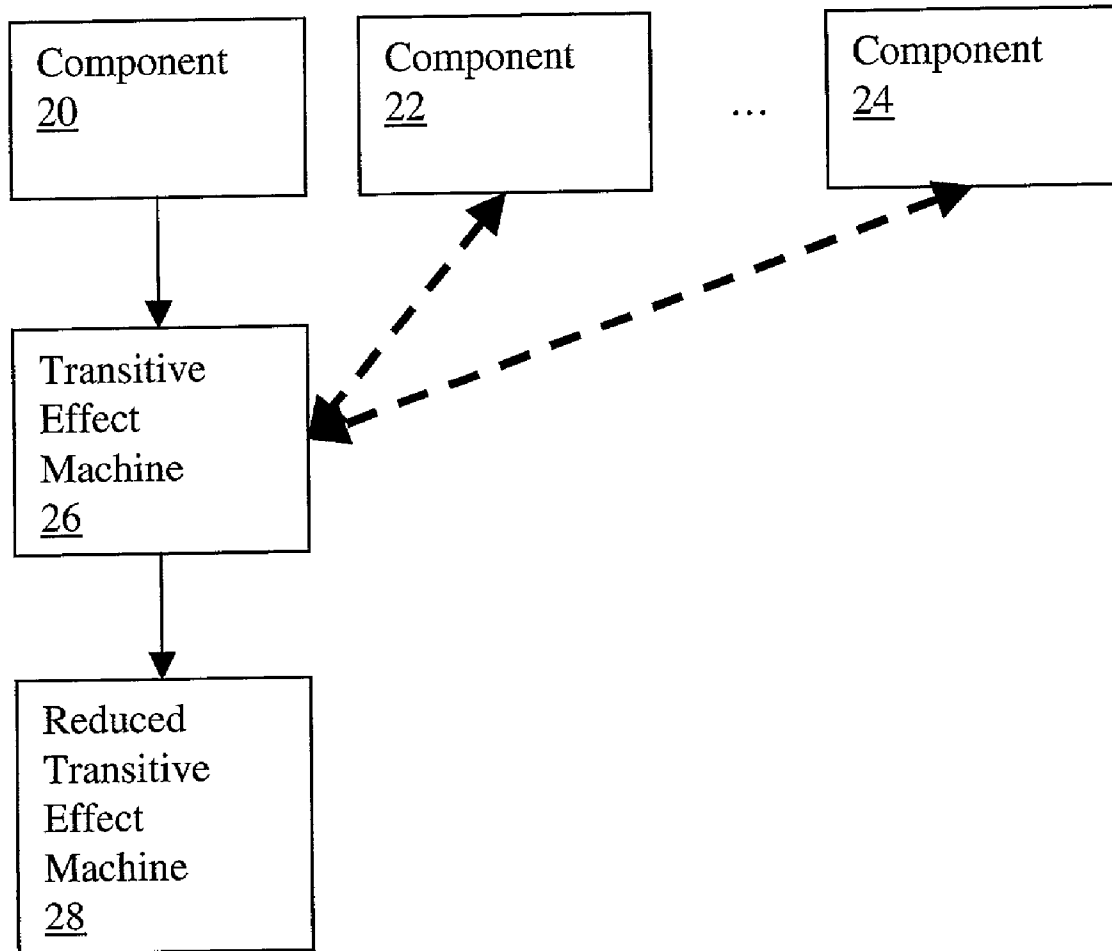 Component
20
Component
22
...
Component
24
Transitive
Effect
Machine
26
Reduced
Transitive
Effect
Machine
28